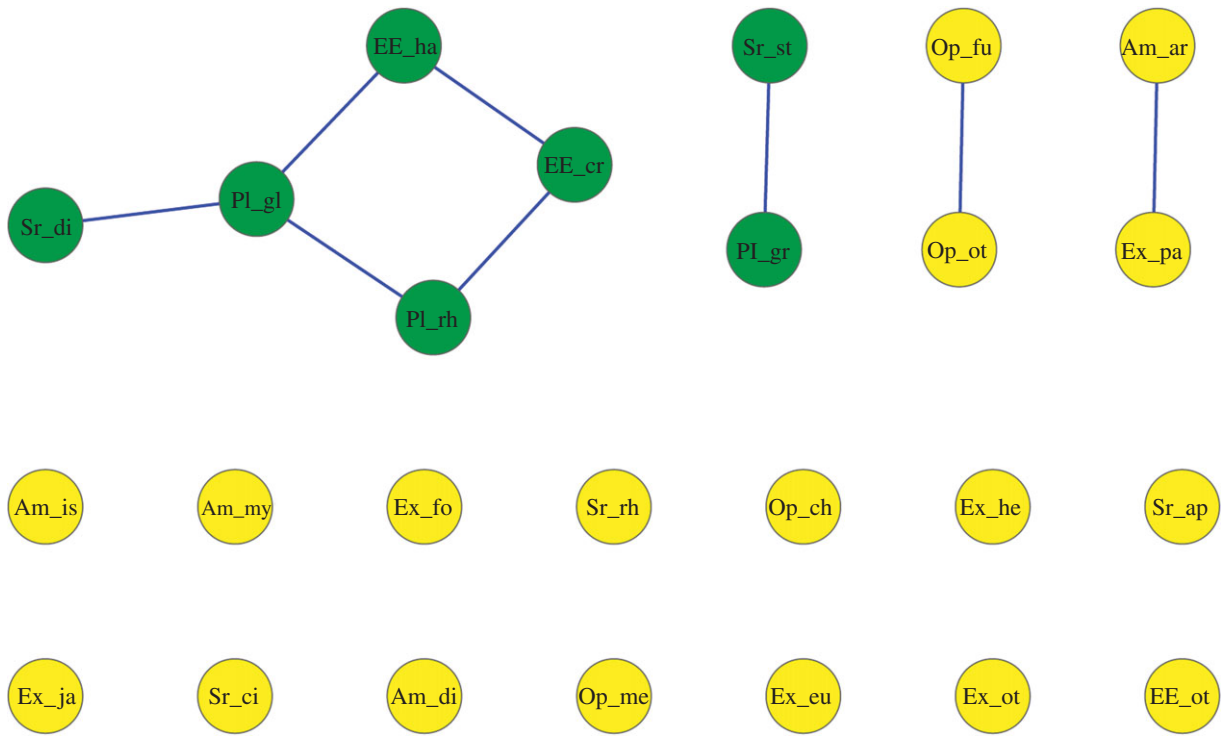 EE_ha
Sr_st
Op_fu
Am_ar
EE_cr
Pl_gl
Sr_di
PI_gr
Op_ot
Ex_pa
Pl_rh
Am_is
Am_my
Ex_fo
Sr_rh
Op_ch
Ex_he
Sr_ap
Ex_ja
Sr_ci
Am_di
Op_me
Ex_eu
Ex_ot
EE_ot